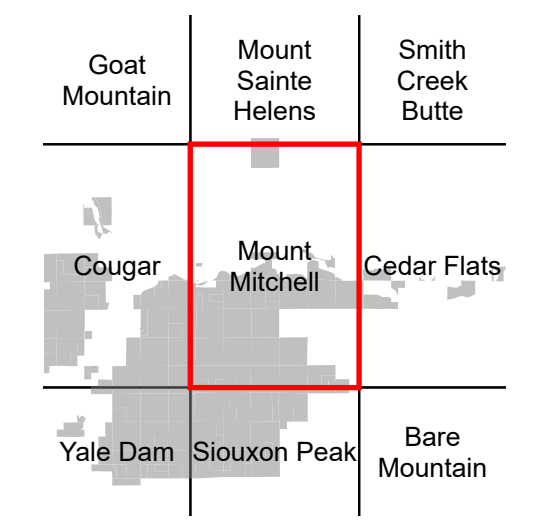 Goat
Mountain
Mount
Sainte
Helens
Smith
Creek
Butte
Cougar
Mount
Mitchell
Cedar Flats
Yale Dam
Siouxon Peak
Bare
Mountain